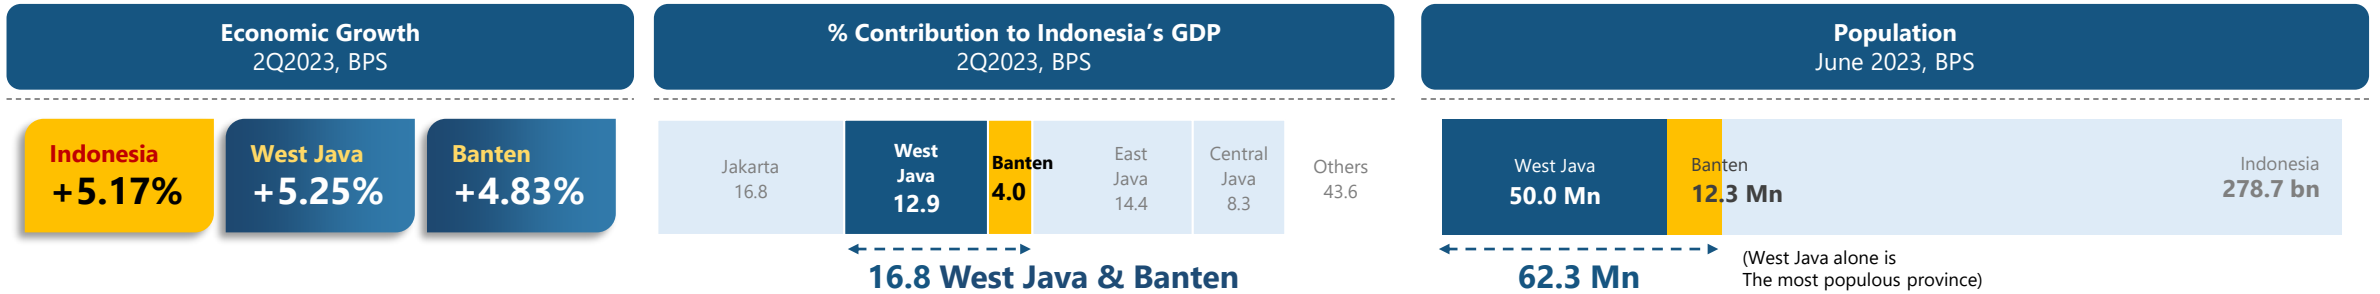 Economic Growth
2Q2023, BPS
Indonesia
+5.17%
West Java
+5.25%
Banten
+4.83%
% Contribution to Indonesia's GDP
2Q2023, BPS
Jakarta
16.8
West
Java
12.9
Banten
4.0
East
Java
14.4
Central
Java
8.3
Others
43.6
16.8 West Java & Banten
Population
June 2023, BPS
West Java
50.0 Mn
Banten
12.3 Mn
Indonesia
278.7 bn
62.3 Mn
(West Java alone is
The most populous province)